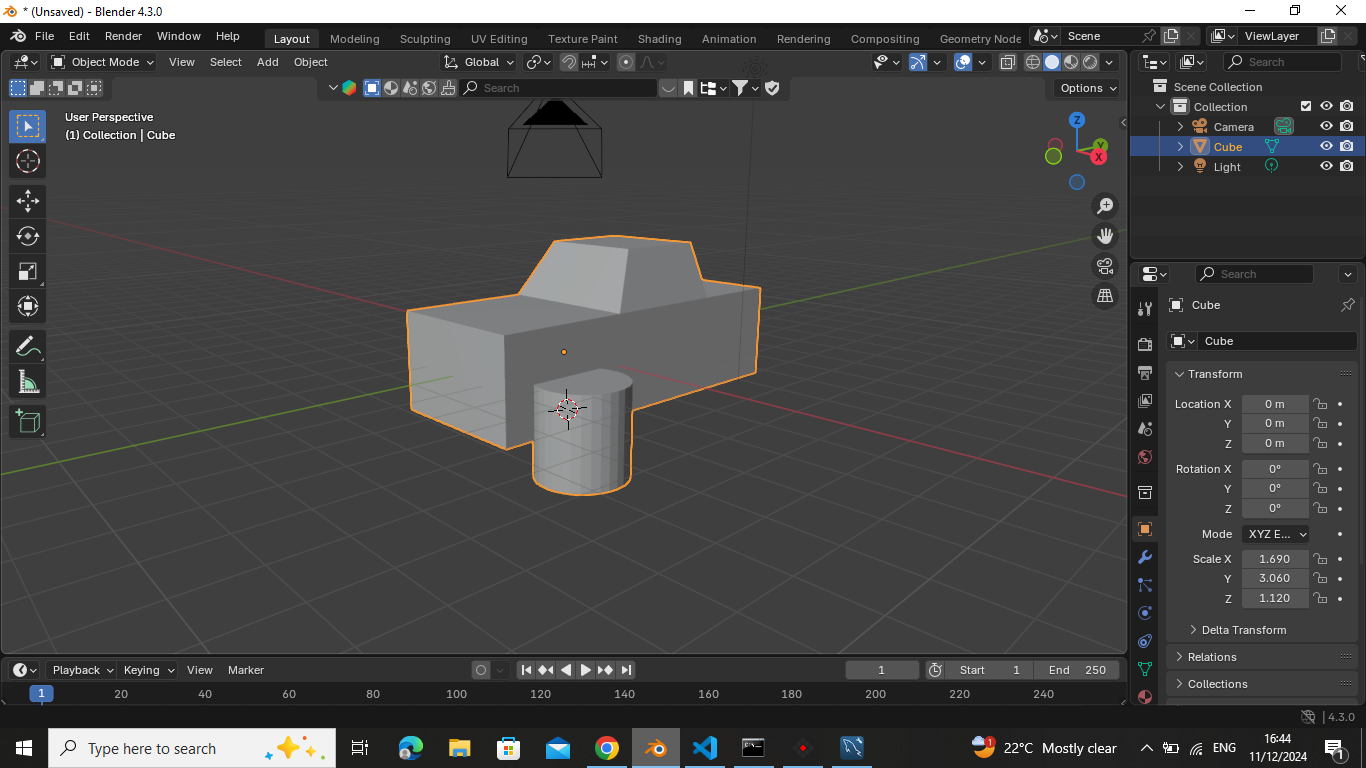 * (Unsaved) - Blender 4.3.0
File Edit Render Window Help
Layout Modeling Sculpting UV Editing Texture Paint Shading Animation Rendering Compositing Geometry Node
Scene ViewLayer
Object Mode View Select Add Object Global
Search
Search
Options
User Perspective
(1) Collection | Cube
Z
Y
X
Scene Collection
Collection
Camera
Cube
Light
Search
Cube
Cube
Transform
Location X 0 m
Y 0 m
Z 0 m
Rotation X 0°
Y 0°
Z 0°
Mode XYZ E...
Scale X 1.690
Y 3.060
Z 1.120
Delta Transform
Relations
Collections
Playback Keying View Marker 1 Start 1 End 250
1 20 40 60 80 100 120 140 160 180 200 220 240
4.3.0
Type here to search
1
22°C Mostly clear
ENG
16:44
11/12/2024
1